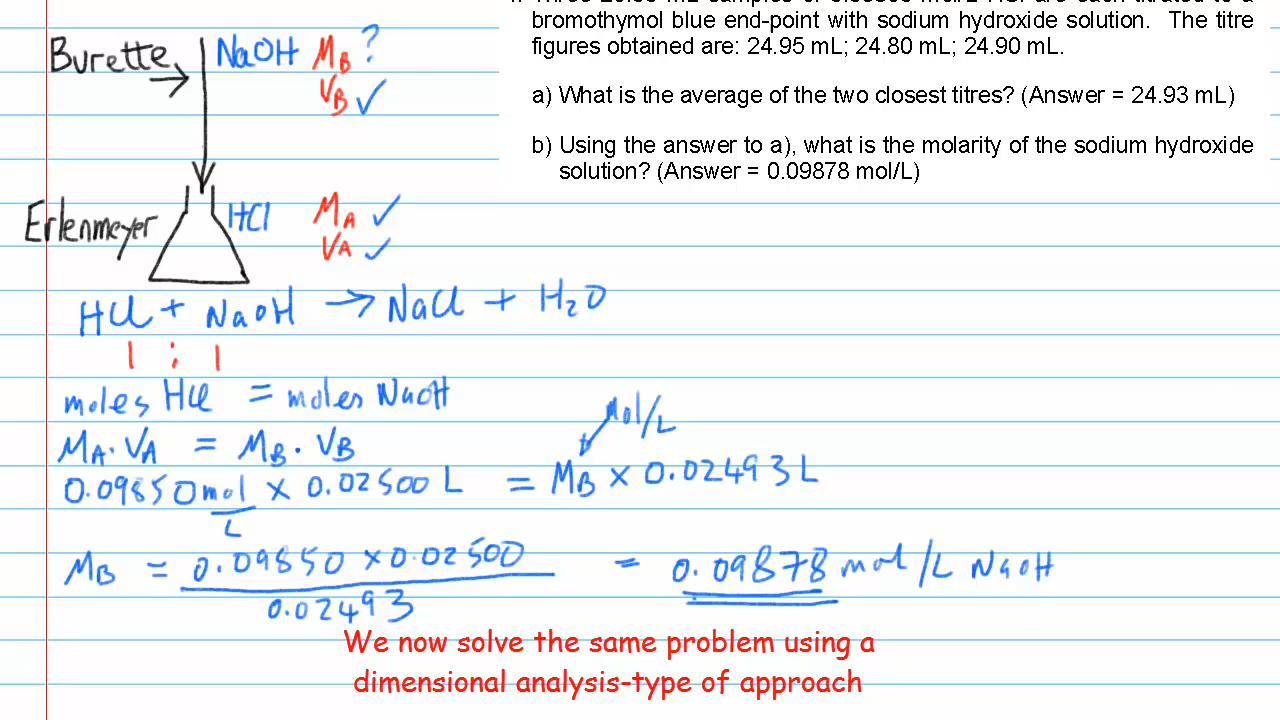 bromothymol blue end-point with sodium hydroxide solution. The titre
figures obtained are: 24.95 mL; 24.80 mL; 24.90 mL.
a) What is the average of the two closest titres? (Answer = 24.93 mL)
b) Using the answer to a), what is the molarity of the sodium hydroxide
solution? (Answer = 0.09878 mol/L)
Burette NaOH MB ?
VB ✓
Erlenmeyer HCl MA ✓
VA ✓
HCl + NaOH → NaCl + H2O
1 : 1
moles HCl = moles NaOH
mol/L
MA · VA = MB · VB
0.09850 mol/L × 0.02500 L = MB × 0.02493 L
MB = 0.09850 × 0.02500 / 0.02493 = 0.09878 mol/L NaOH
We now solve the same problem using a
dimensional analysis-type of approach